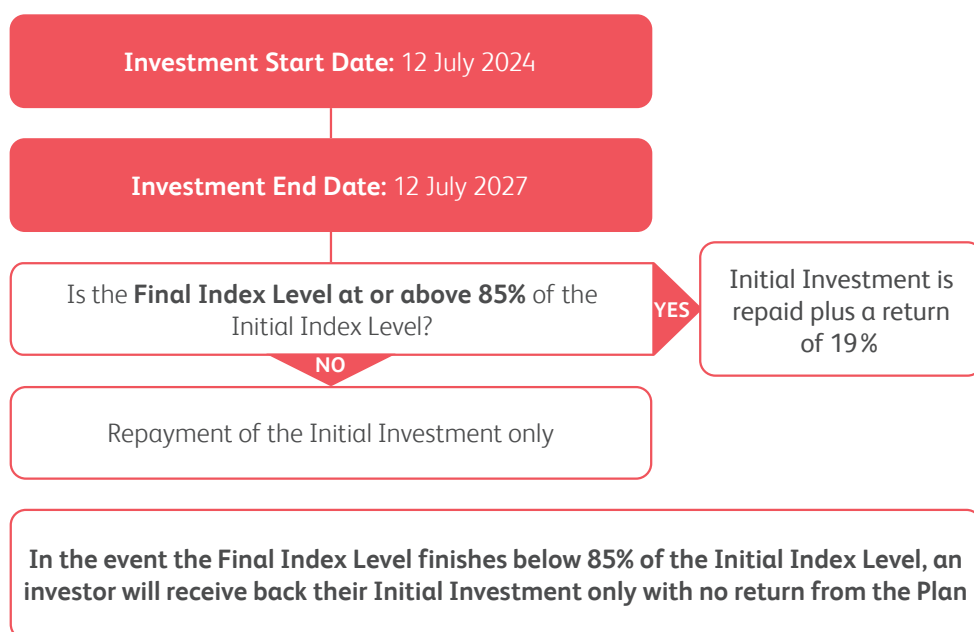 Investment Start Date: 12 July 2024
Investment End Date: 12 July 2027
Is the Final Index Level at or above 85% of the
Initial Index Level?
YES
Initial Investment is
repaid plus a return
of 19%
NO
Repayment of the Initial Investment only
In the event the Final Index Level finishes below 85% of the Initial Index Level, an
investor will receive back their Initial Investment only with no return from the Plan